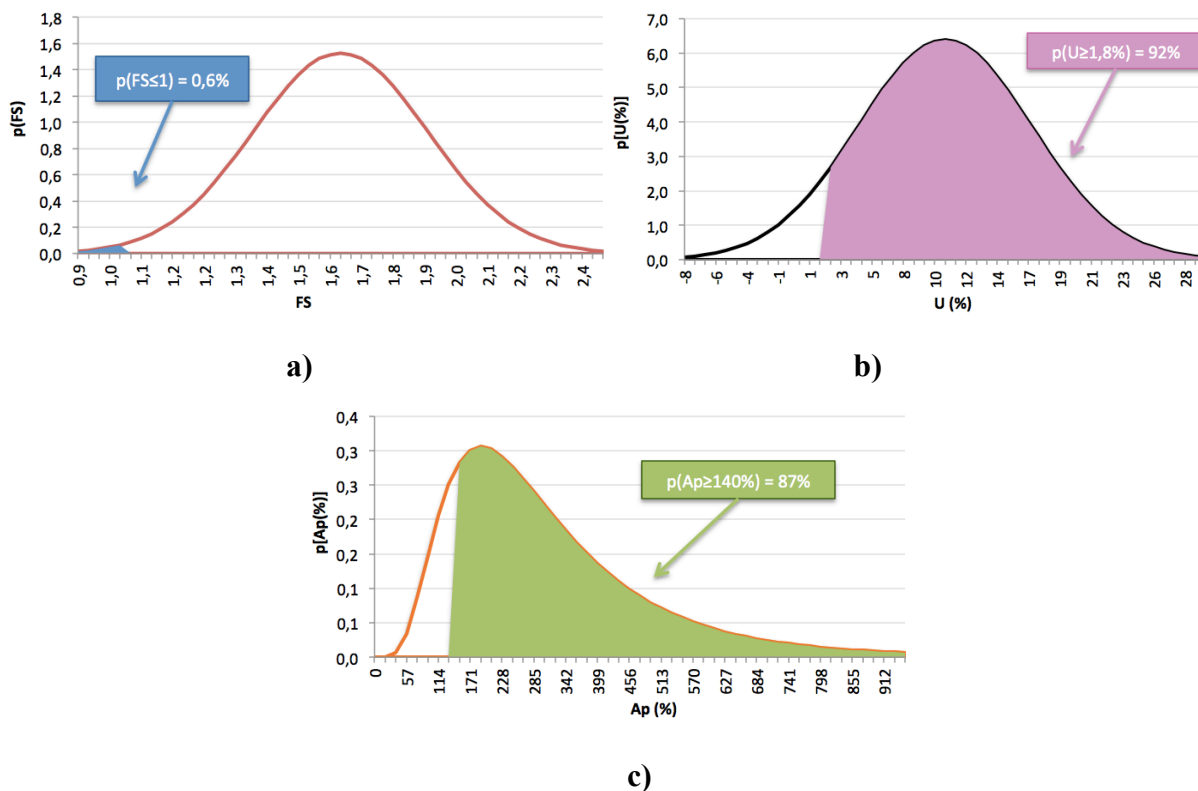 1,8
1,6
1,4
1,2
1,0
0,8
0,6
0,4
0,2
0,0
p(FS)
p(FS≤1) = 0,6%
0,9 1,0 1,1 1,2 1,3 1,4 1,5 1,6 1,7 1,8 1,9 2,0 2,1 2,2 2,3 2,4
FS
a)
7,0
6,0
5,0
4,0
3,0
2,0
1,0
0,0
p[U(%)]
p(U≥1,8%) = 92%
-8 -6 -4 -1 1 3 5 8 10 12 14 17 19 21 23 26 28
U (%)
b)
0,4
0,3
0,3
0,2
0,2
0,1
0,1
0,0
p[Ap(%)]
p(Ap≥140%) = 87%
0 57 114 171 228 285 342 399 456 513 570 627 684 741 798 855 912
Ap (%)
c)